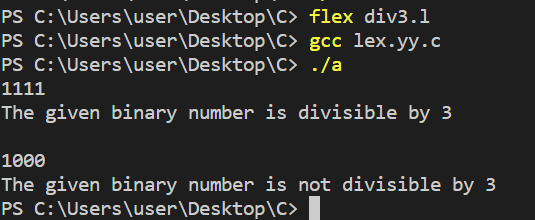 PS C:\Users\user\Desktop\C> flex div3.l
PS C:\Users\user\Desktop\C> gcc lex.yy.c
PS C:\Users\user\Desktop\C> ./a
1111
The given binary number is divisible by 3
1000
The given binary number is not divisible by 3
PS C:\Users\user\Desktop\C>